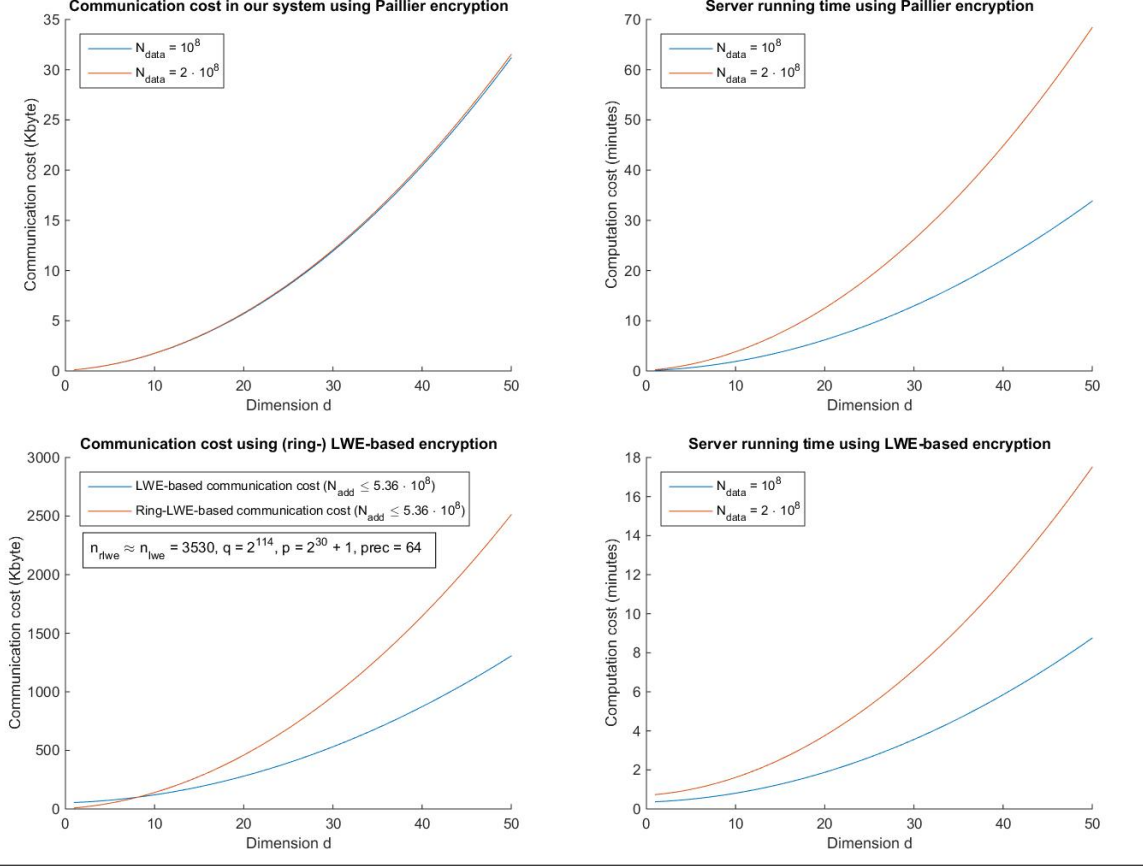 Communication cost in our system using Paillier encryption
35
30
25
20
15
10
5
0
Communication cost (Kbyte)
N_data = 10^8
N_data = 2 · 10^8
0 10 20 30 40 50
Dimension d
Server running time using Paillier encryption
70
60
50
40
30
20
10
0
Computation cost (minutes)
N_data = 10^8
N_data = 2 · 10^8
0 10 20 30 40 50
Dimension d
Communication cost using (ring-) LWE-based encryption
3000
2500
2000
1500
1000
500
0
Communication cost (Kbyte)
LWE-based communication cost (N_add ≤ 5.36 · 10^8)
Ring-LWE-based communication cost (N_add ≤ 5.36 · 10^8)
n_rlwe ≈ n_lwe = 3530, q = 2^114, p = 2^30 + 1, prec = 64
0 10 20 30 40 50
Dimension d
Server running time using LWE-based encryption
18
16
14
12
10
8
6
4
2
0
Computation cost (minutes)
N_data = 10^8
N_data = 2 · 10^8
0 10 20 30 40 50
Dimension d